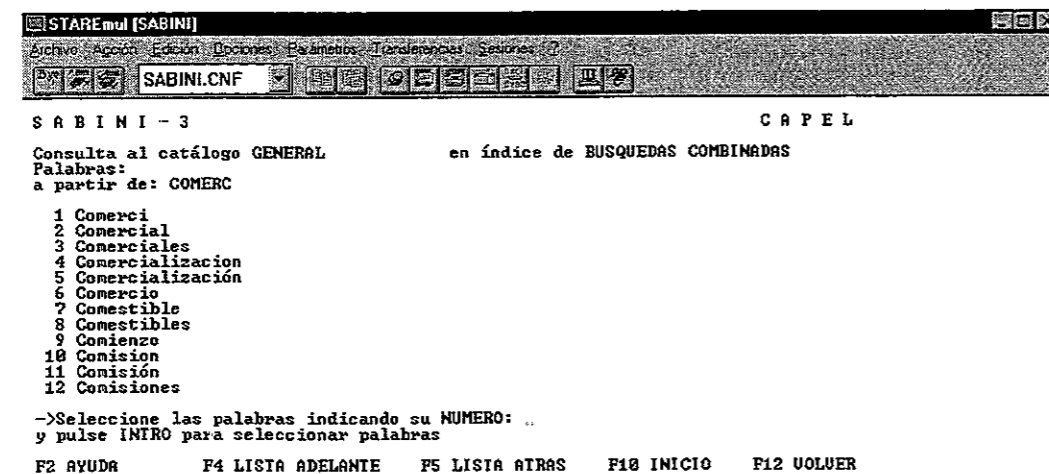 STAREmul [SABINI]
Archivo Acción Edición Opciones Parámetros Transferencias Sesiones ?
SABINI.CNF
S A B I N I - 3 C A P E L
Consulta al catálogo GENERAL en índice de BUSQUEDAS COMBINADAS
Palabras:
a partir de: COMERC
1 Comerci
2 Comercial
3 Comerciales
4 Comercializacion
5 Comercialización
6 Comercio
7 Comestible
8 Comestibles
9 Comienzo
10 Comision
11 Comisión
12 Comisiones
->Seleccione las palabras indicando su NUMERO: ..
y pulse INTRO para seleccionar palabras
F2 AYUDA F4 LISTA ADELANTE F5 LISTA ATRAS F10 INICIO F12 VOLVER